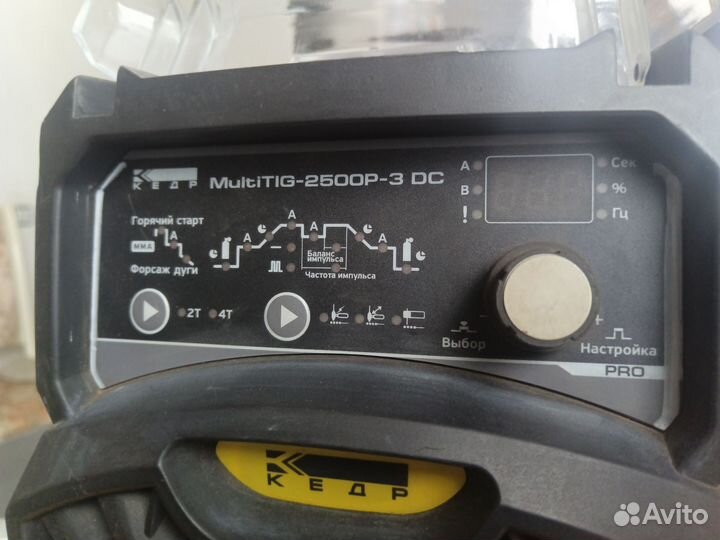 КЕДР MultiTIG-2500P-3 DC
A Сек
В %
! Гц
Горячий старт
MMA
Форсаж дуги
A A A A A
Баланс импульса
Частота импульса
2T 4T
Выбор
- +
Настройка
PRO
КЕДР
Avito